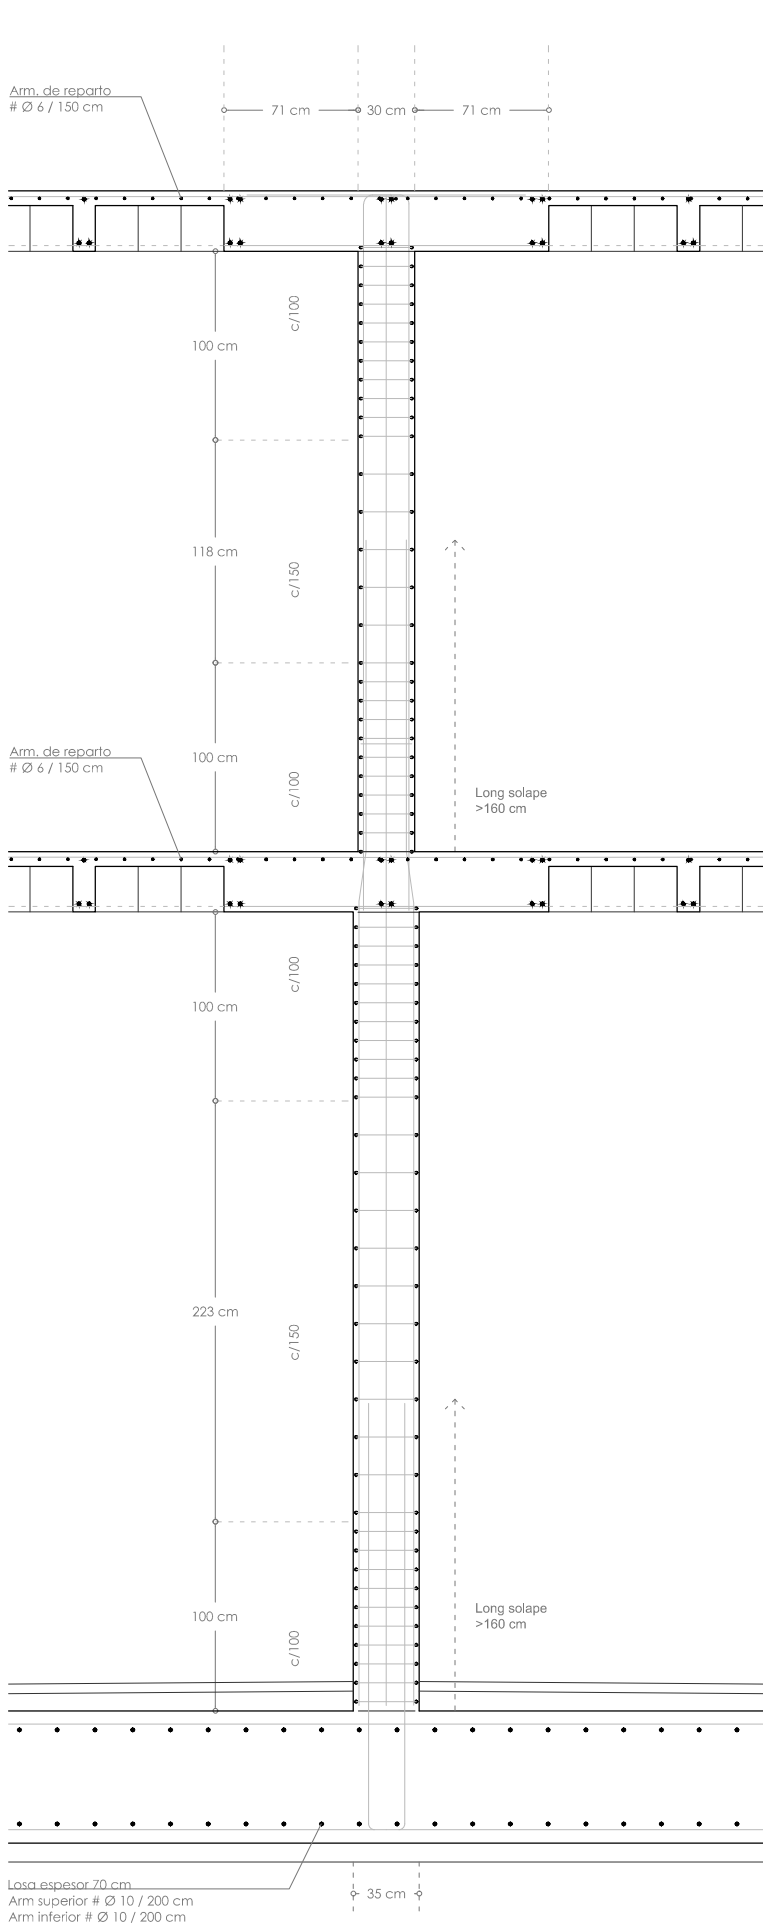 Arm. de reparto
# Ø 6 / 150 cm
71 cm
30 cm
71 cm
c/100
100 cm
118 cm
c/150
Arm. de reparto
# Ø 6 / 150 cm
100 cm
c/100
Long solape
>160 cm
c/100
100 cm
223 cm
c/150
100 cm
c/100
Long solape
>160 cm
Losa espesor 70 cm
Arm superior # Ø 10 / 200 cm
Arm inferior # Ø 10 / 200 cm
35 cm